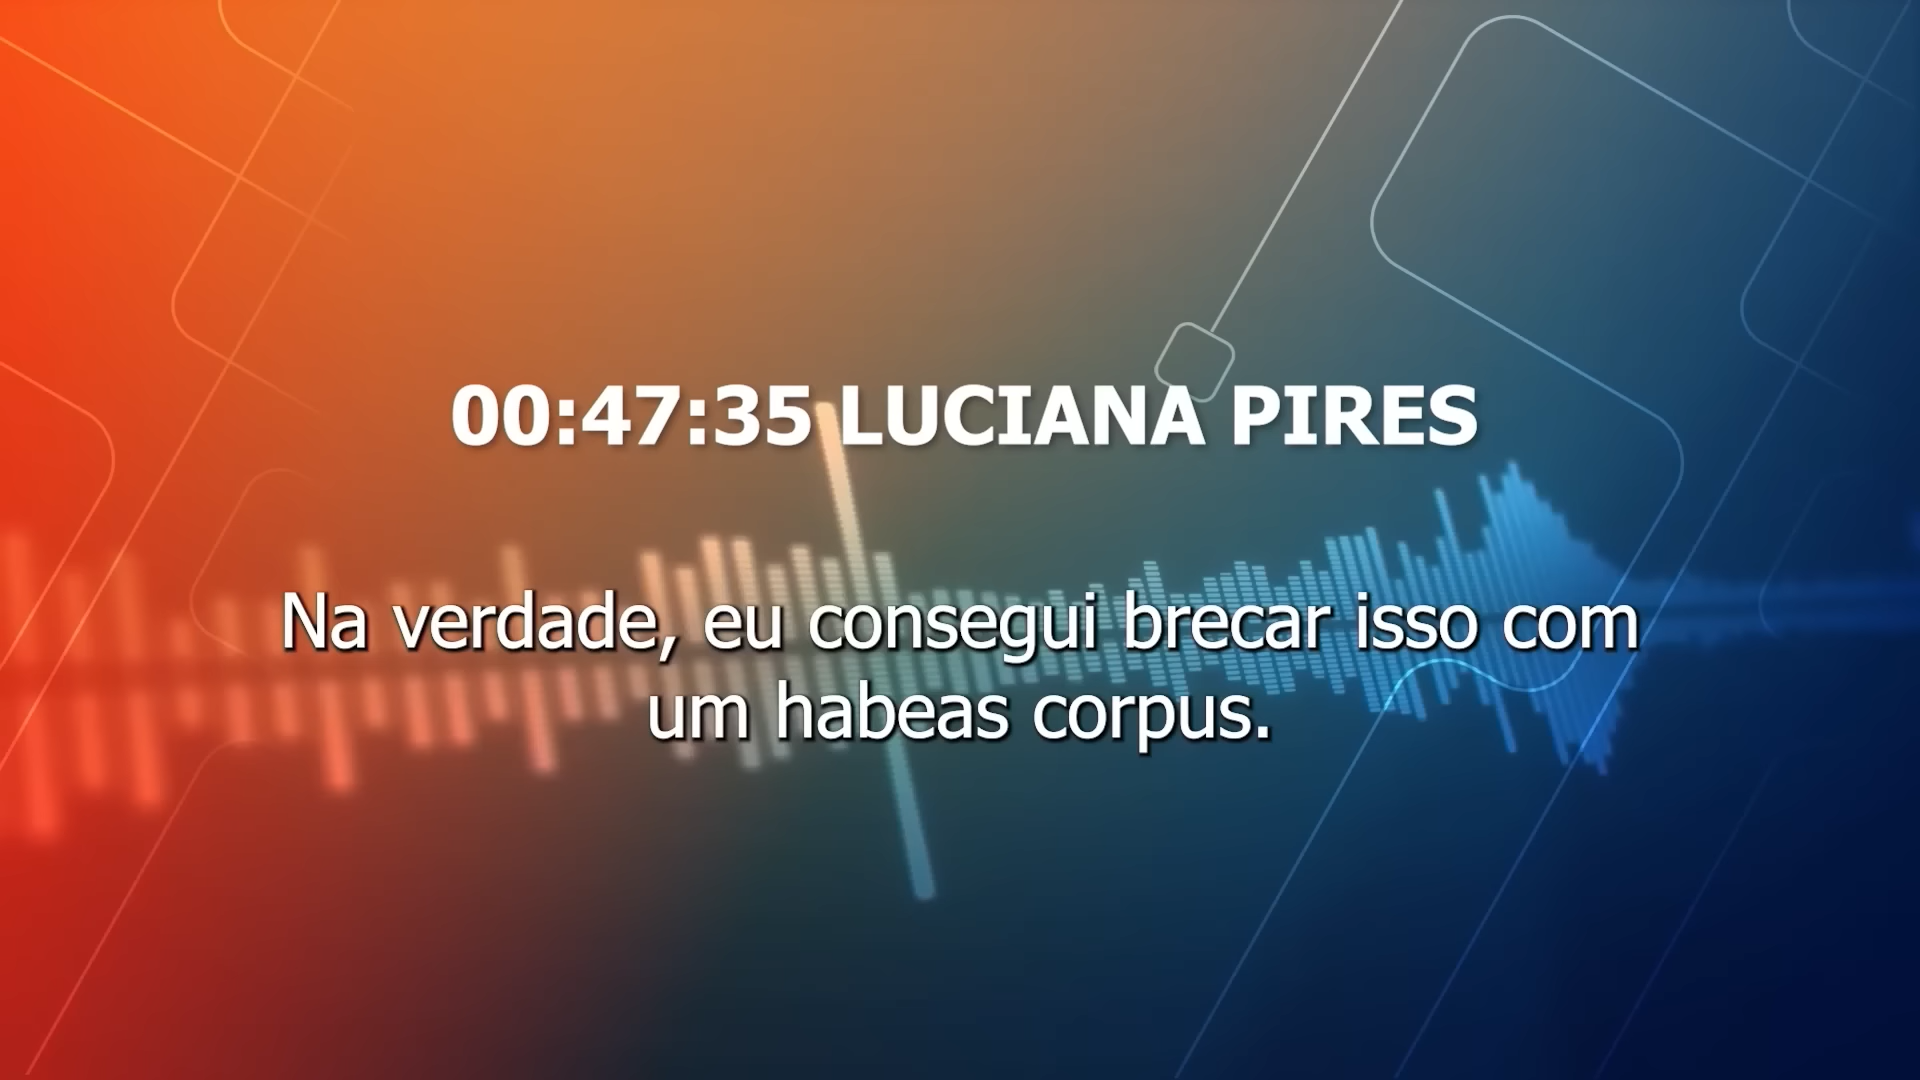 00:47:35 LUCIANA PIRES
Na verdade, eu consegui brecar isso com
um habeas corpus.